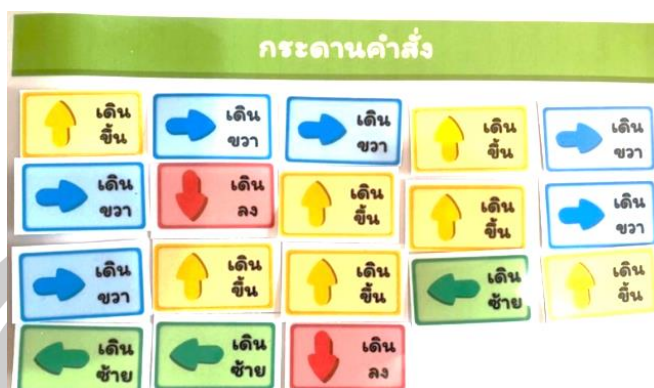 กระดานคำสั่ง
เดิน
ขึ้น
เดิน
ขวา
เดิน
ขวา
เดิน
ขึ้น
เดิน
ขวา
เดิน
ขวา
เดิน
ลง
เดิน
ขึ้น
เดิน
ขึ้น
เดิน
ขวา
เดิน
ขวา
เดิน
ขึ้น
เดิน
ขึ้น
เดิน
ซ้าย
เดิน
ขึ้น
เดิน
ซ้าย
เดิน
ซ้าย
เดิน
ลง